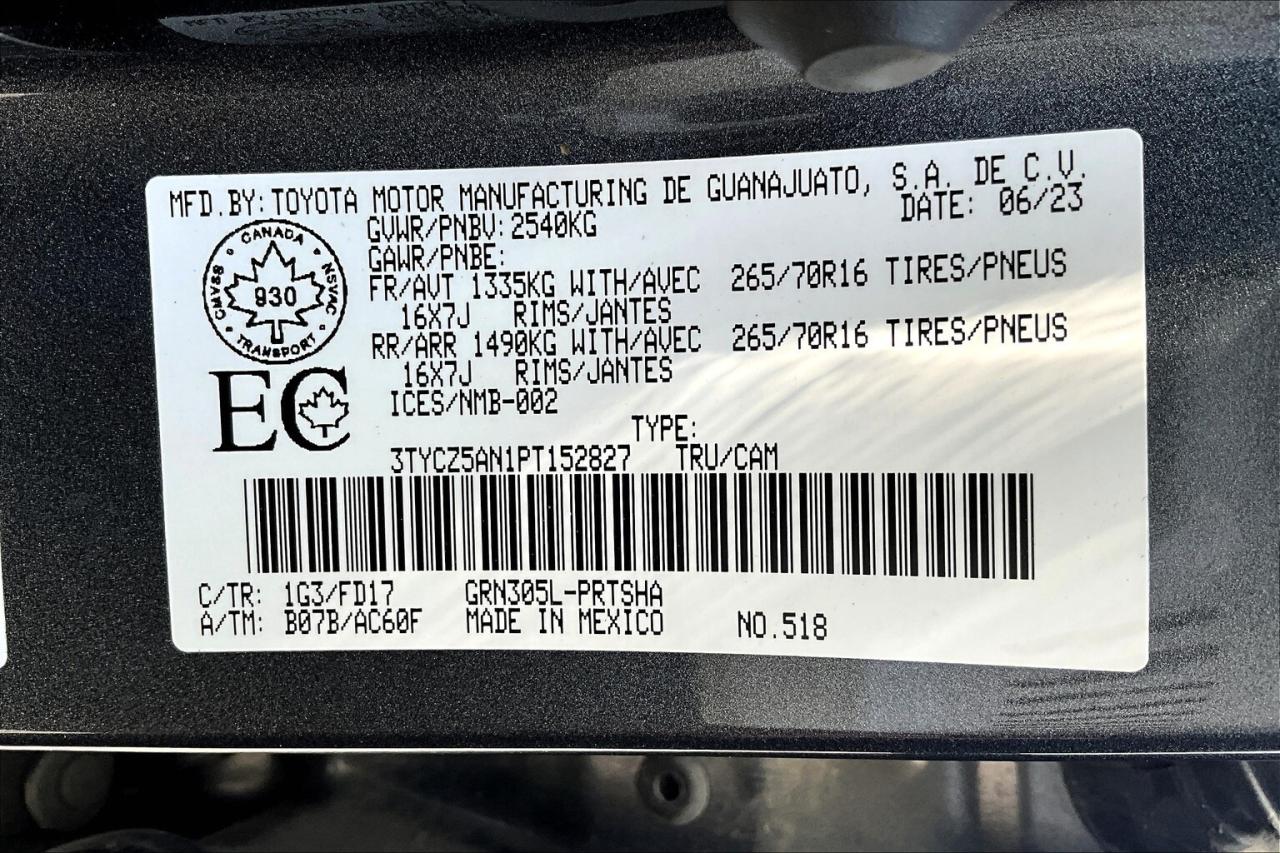 MFD.BY:TOYOTA MOTOR MANUFACTURING DE GUANAJUATO, S.A. DE C.V.
GVWR/PNBV:2540KG DATE: 06/23
GAWR/PNBE:
FR/AVT 1335KG WITH/AVEC 265/70R16 TIRES/PNEUS
16X7J RIMS/JANTES
RR/ARR 1490KG WITH/AVEC 265/70R16 TIRES/PNEUS
16X7J RIMS/JANTES
ICES/NMB-002
CANADA
CMVSS NSVAC
930
TRANSPORT
EC
TYPE:
3TYCZ5AN1PT152827 TRU/CAM
C/TR: 1G3/FD17 GRN305L-PRTSHA
A/TM: B07B/AC60F MADE IN MEXICO NO.518